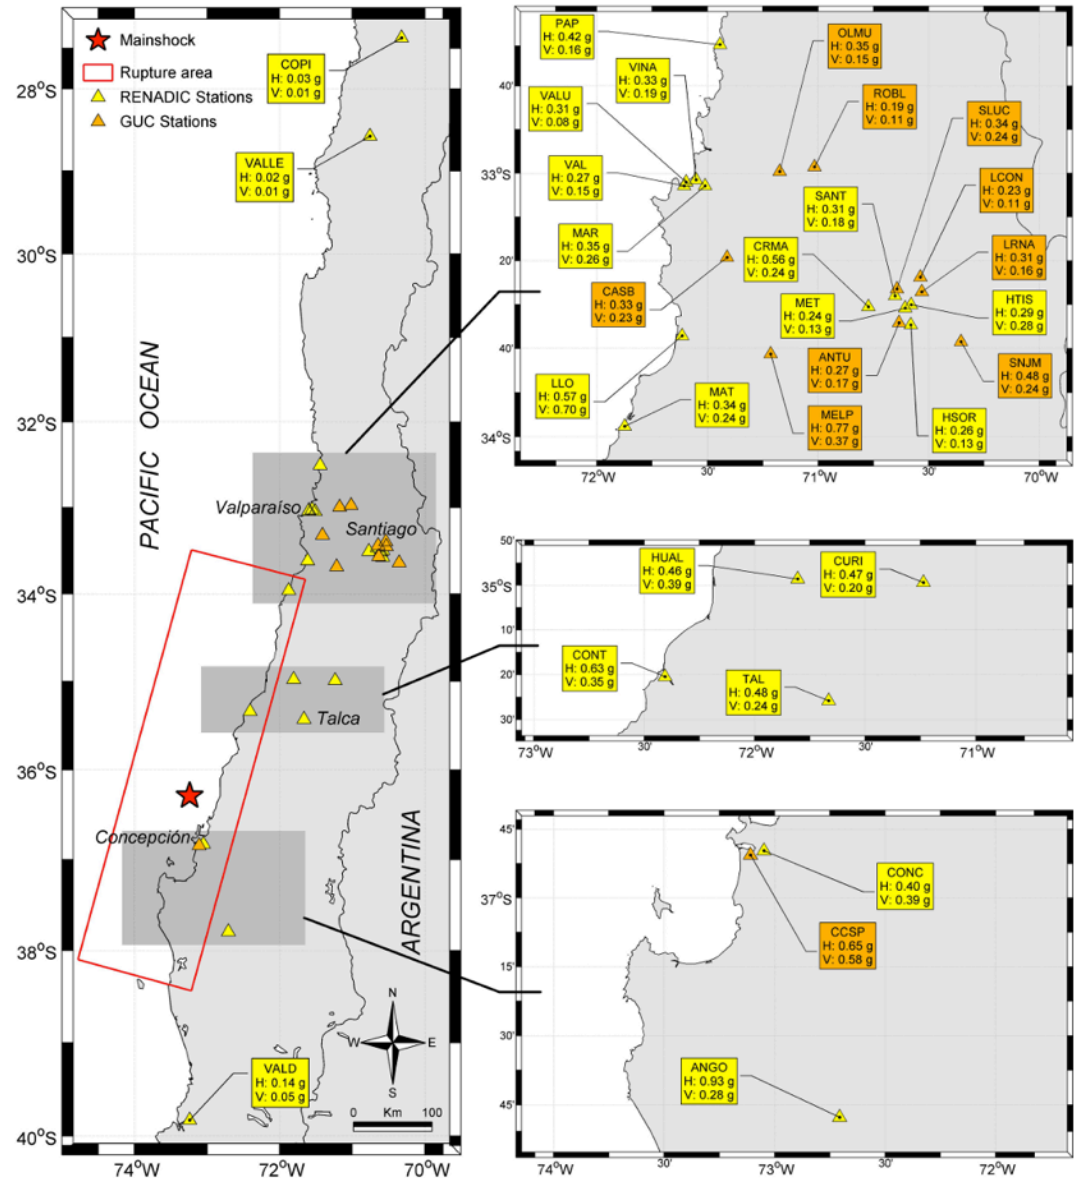 Mainshock
Rupture area
RENADIC Stations
GUC Stations
COPI
H: 0.03 g
V: 0.01 g
VALLE
H: 0.02 g
V: 0.01 g
28°S
30°S
32°S
34°S
36°S
38°S
40°S
PACIFIC OCEAN
ARGENTINA
Valparaíso
Santiago
Talca
Concepción
VALD
H: 0.14 g
V: 0.05 g
N
W
E
S
0 Km 100
74°W
72°W
70°W
PAP
H: 0.42 g
V: 0.16 g
VINA
H: 0.33 g
V: 0.19 g
VALU
H: 0.31 g
V: 0.08 g
VAL
H: 0.27 g
V: 0.15 g
MAR
H: 0.35 g
V: 0.26 g
CASB
H: 0.33 g
V: 0.23 g
LLO
H: 0.57 g
V: 0.70 g
MAT
H: 0.34 g
V: 0.24 g
OLMU
H: 0.35 g
V: 0.15 g
ROBL
H: 0.19 g
V: 0.11 g
SLUC
H: 0.34 g
V: 0.24 g
LCON
H: 0.23 g
V: 0.11 g
SANT
H: 0.31 g
V: 0.18 g
CRMA
H: 0.56 g
V: 0.24 g
LRNA
H: 0.31 g
V: 0.16 g
MET
H: 0.24 g
V: 0.13 g
HTIS
H: 0.29 g
V: 0.28 g
ANTU
H: 0.27 g
V: 0.17 g
SNJM
H: 0.48 g
V: 0.24 g
MELP
H: 0.77 g
V: 0.37 g
HSOR
H: 0.26 g
V: 0.13 g
40'
33°S
20'
40'
34°S
72°W
30'
71°W
30'
70°W
HUAL
H: 0.46 g
V: 0.39 g
CURI
H: 0.47 g
V: 0.20 g
CONT
H: 0.63 g
V: 0.35 g
TAL
H: 0.48 g
V: 0.24 g
50'
35°S
10'
20'
30'
73°W
30'
72°W
30'
71°W
CONC
H: 0.40 g
V: 0.39 g
CCSP
H: 0.65 g
V: 0.58 g
ANGO
H: 0.93 g
V: 0.28 g
45'
37°S
15'
30'
45'
74°W
30'
73°W
30'
72°W